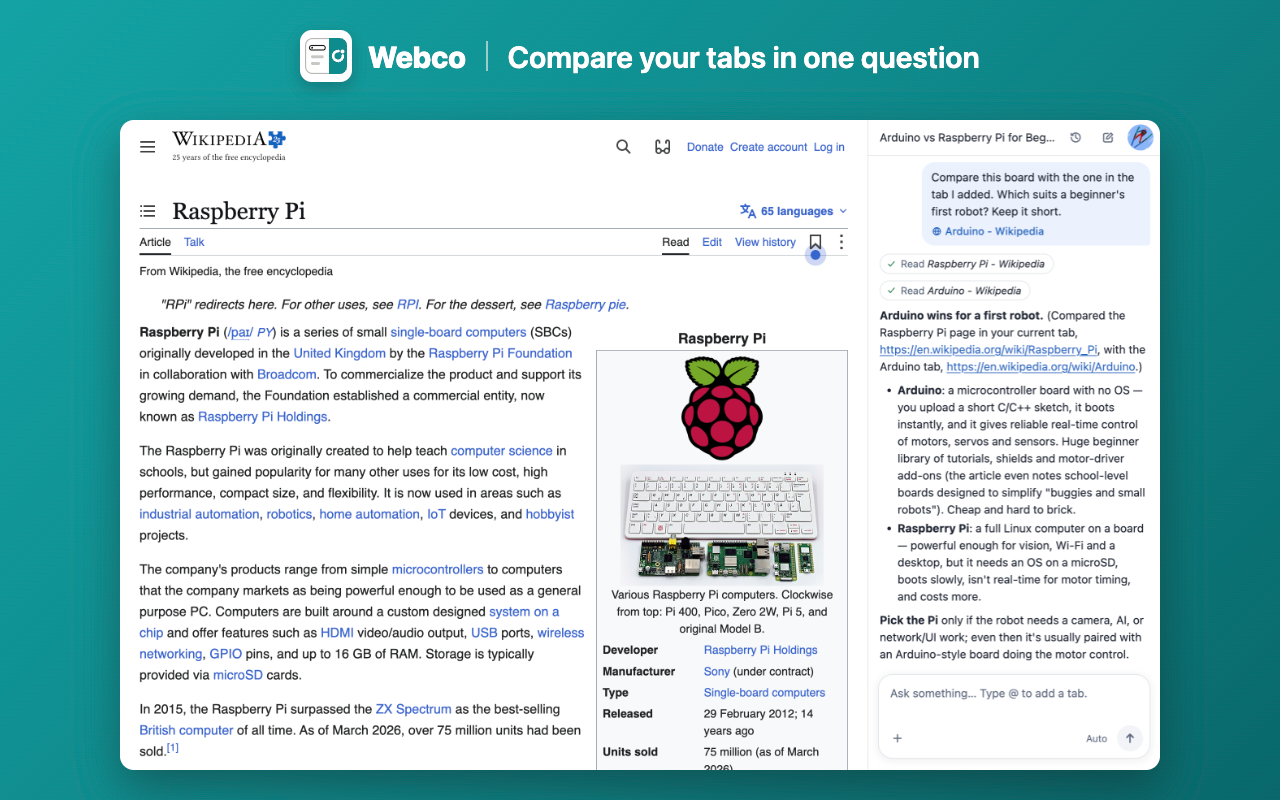 Webco
Compare your tabs in one question
WIKIPEDIA
25 years of the free encyclopedia
Donate Create account Log in
Raspberry Pi
65 languages
Article Talk
Read Edit View history
From Wikipedia, the free encyclopedia
"RPi" redirects here. For other uses, see RPI. For the dessert, see Raspberry pie.
Raspberry Pi (/paɪ/ PY) is a series of small single-board computers (SBCs)
originally developed in the United Kingdom by the Raspberry Pi Foundation
in collaboration with Broadcom. To commercialize the product and support its
growing demand, the Foundation established a commercial entity, now
known as Raspberry Pi Holdings.
The Raspberry Pi was originally created to help teach computer science in
schools, but gained popularity for many other uses for its low cost, high
performance, compact size, and flexibility. It is now used in areas such as
industrial automation, robotics, home automation, IoT devices, and hobbyist
projects.
The company's products range from simple microcontrollers to computers
that the company markets as being powerful enough to be used as a general
purpose PC. Computers are built around a custom designed system on a
chip and offer features such as HDMI video/audio output, USB ports, wireless
networking, GPIO pins, and up to 16 GB of RAM. Storage is typically
provided via microSD cards.
In 2015, the Raspberry Pi surpassed the ZX Spectrum as the best-selling
British computer of all time. As of March 2026, over 75 million units had been
sold.[1]
Raspberry Pi
Various Raspberry Pi computers. Clockwise
from top: Pi 400, Pico, Zero 2W, Pi 5, and
original Model B.
Developer Raspberry Pi Holdings
Manufacturer Sony (under contract)
Type Single-board computers
Released 29 February 2012; 14
years ago
Units sold 75 million (as of March
2026)
Arduino vs Raspberry Pi for Beg...
Compare this board with the one in the
tab I added. Which suits a beginner's
first robot? Keep it short.
Arduino - Wikipedia
Read Raspberry Pi - Wikipedia
Read Arduino - Wikipedia
Arduino wins for a first robot. (Compared the
Raspberry Pi page in your current tab,
https://en.wikipedia.org/wiki/Raspberry_Pi, with the
Arduino tab, https://en.wikipedia.org/wiki/Arduino.)
• Arduino: a microcontroller board with no OS —
you upload a short C/C++ sketch, it boots
instantly, and it gives reliable real-time control
of motors, servos and sensors. Huge beginner
library of tutorials, shields and motor-driver
add-ons (the article even notes school-level
boards designed to simplify "buggies and small
robots"). Cheap and hard to brick.
• Raspberry Pi: a full Linux computer on a board
— powerful enough for vision, Wi-Fi and a
desktop, but it needs an OS on a microSD,
boots slowly, isn't real-time for motor timing,
and costs more.
Pick the Pi only if the robot needs a camera, AI, or
network/UI work; even then it's usually paired with
an Arduino-style board doing the motor control.
Ask something... Type @ to add a tab.
Auto